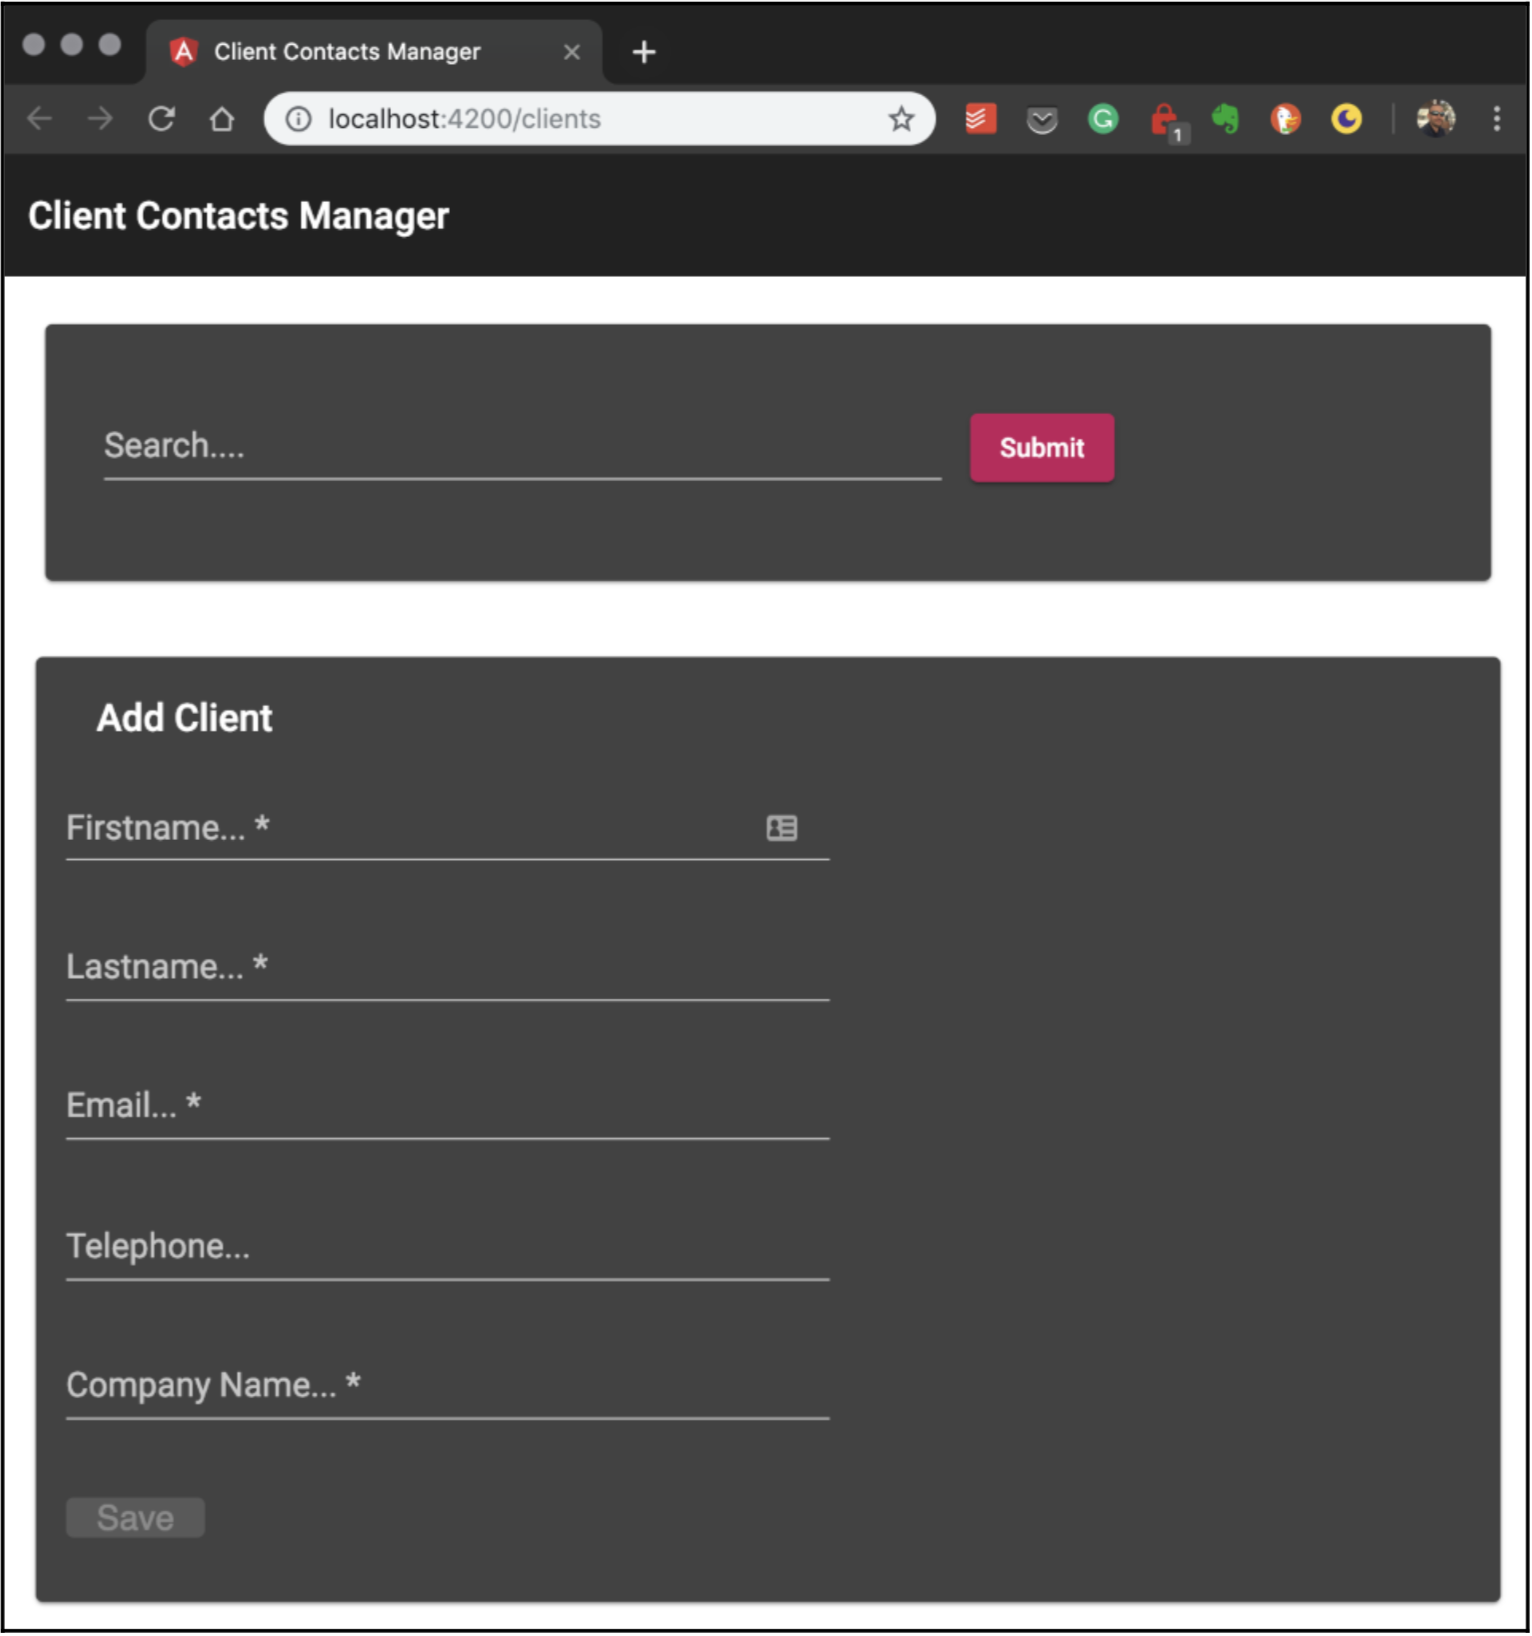 Client Contacts Manager
localhost:4200/clients
1
Client Contacts Manager
Search....
Submit
Add Client
Firstname... *
Lastname... *
Email... *
Telephone...
Company Name... *
Save